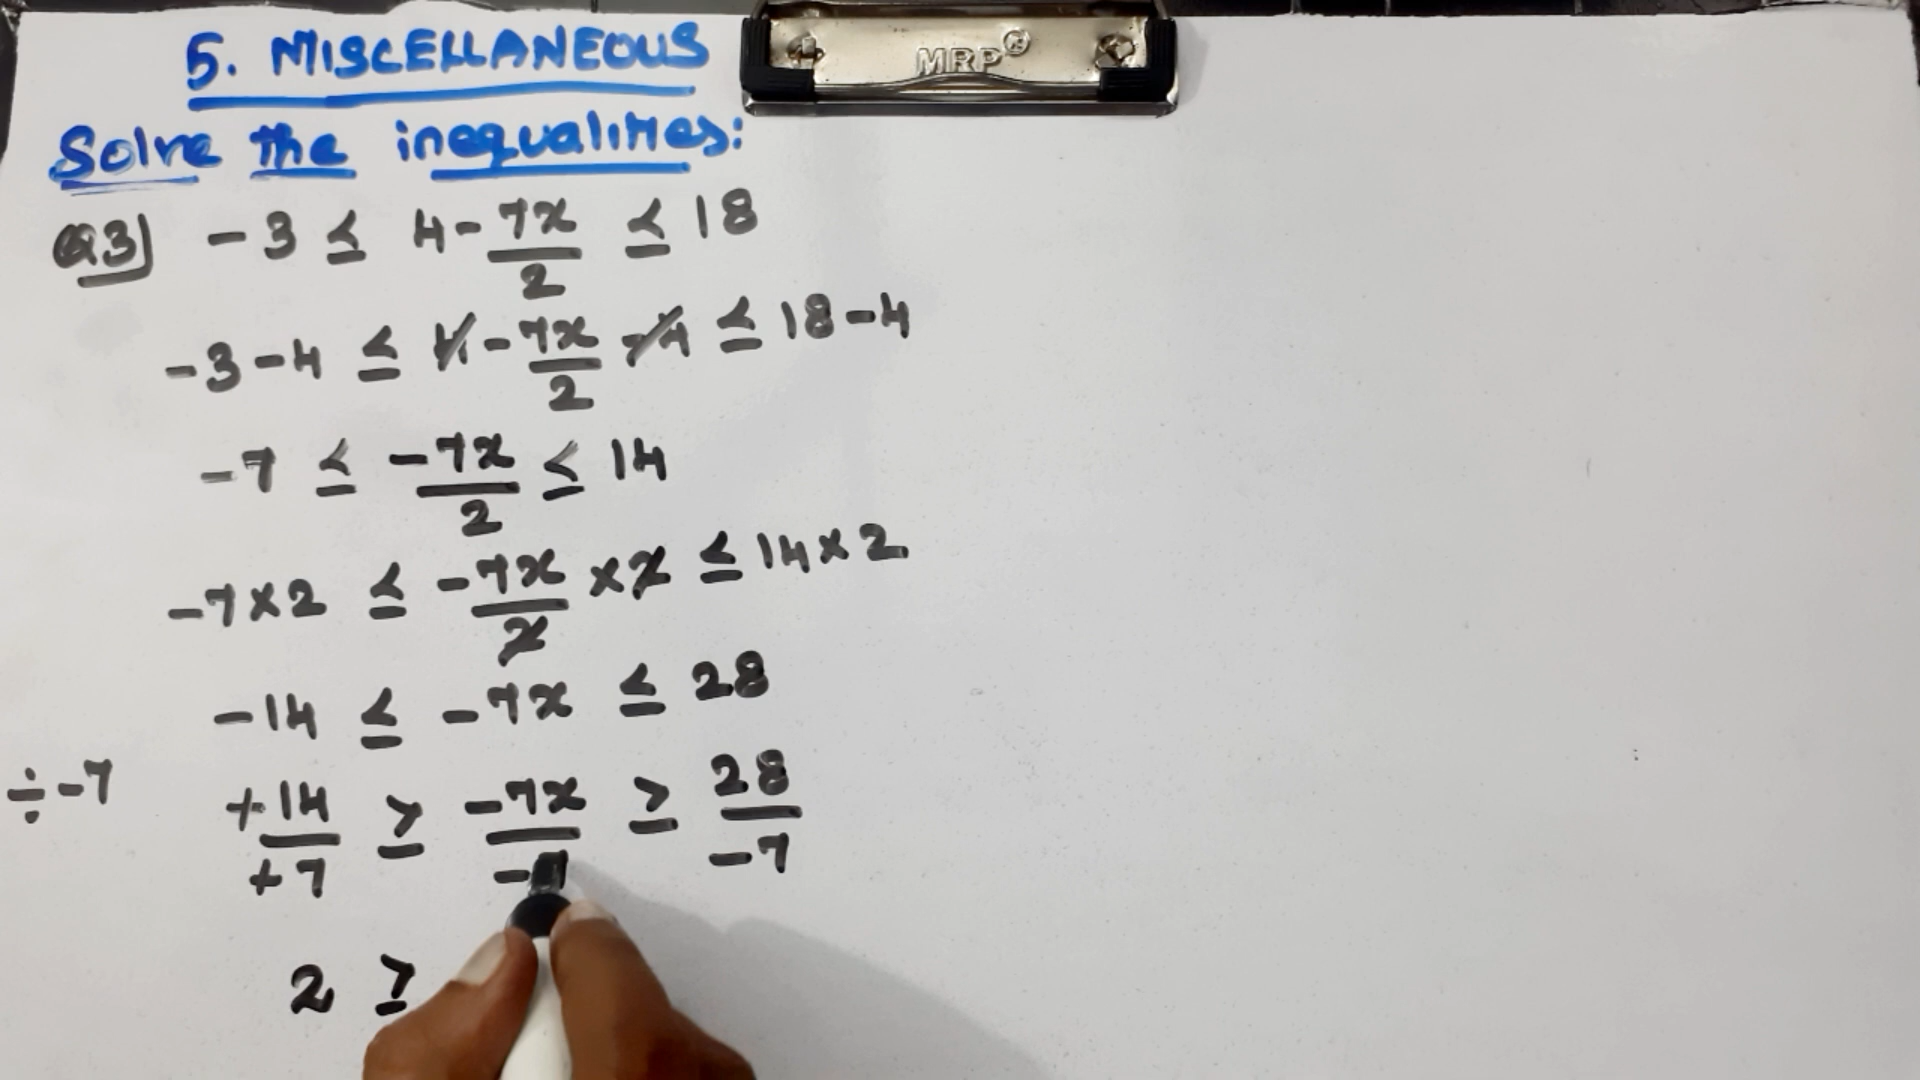 MRP®
5. MISCELLANEOUS
Solve the inequalities:
Q3) -3 ≤ 4 - 7x/2 ≤ 18
-3-4 ≤ 4 - 7x/2 - 4 ≤ 18-4
-7 ≤ -7x/2 ≤ 14
-7×2 ≤ -7x/2 ×2 ≤ 14×2
-14 ≤ -7x ≤ 28
÷-7 +14/+7 ≥ -7x/-7 ≥ 28/-7
2 ≥